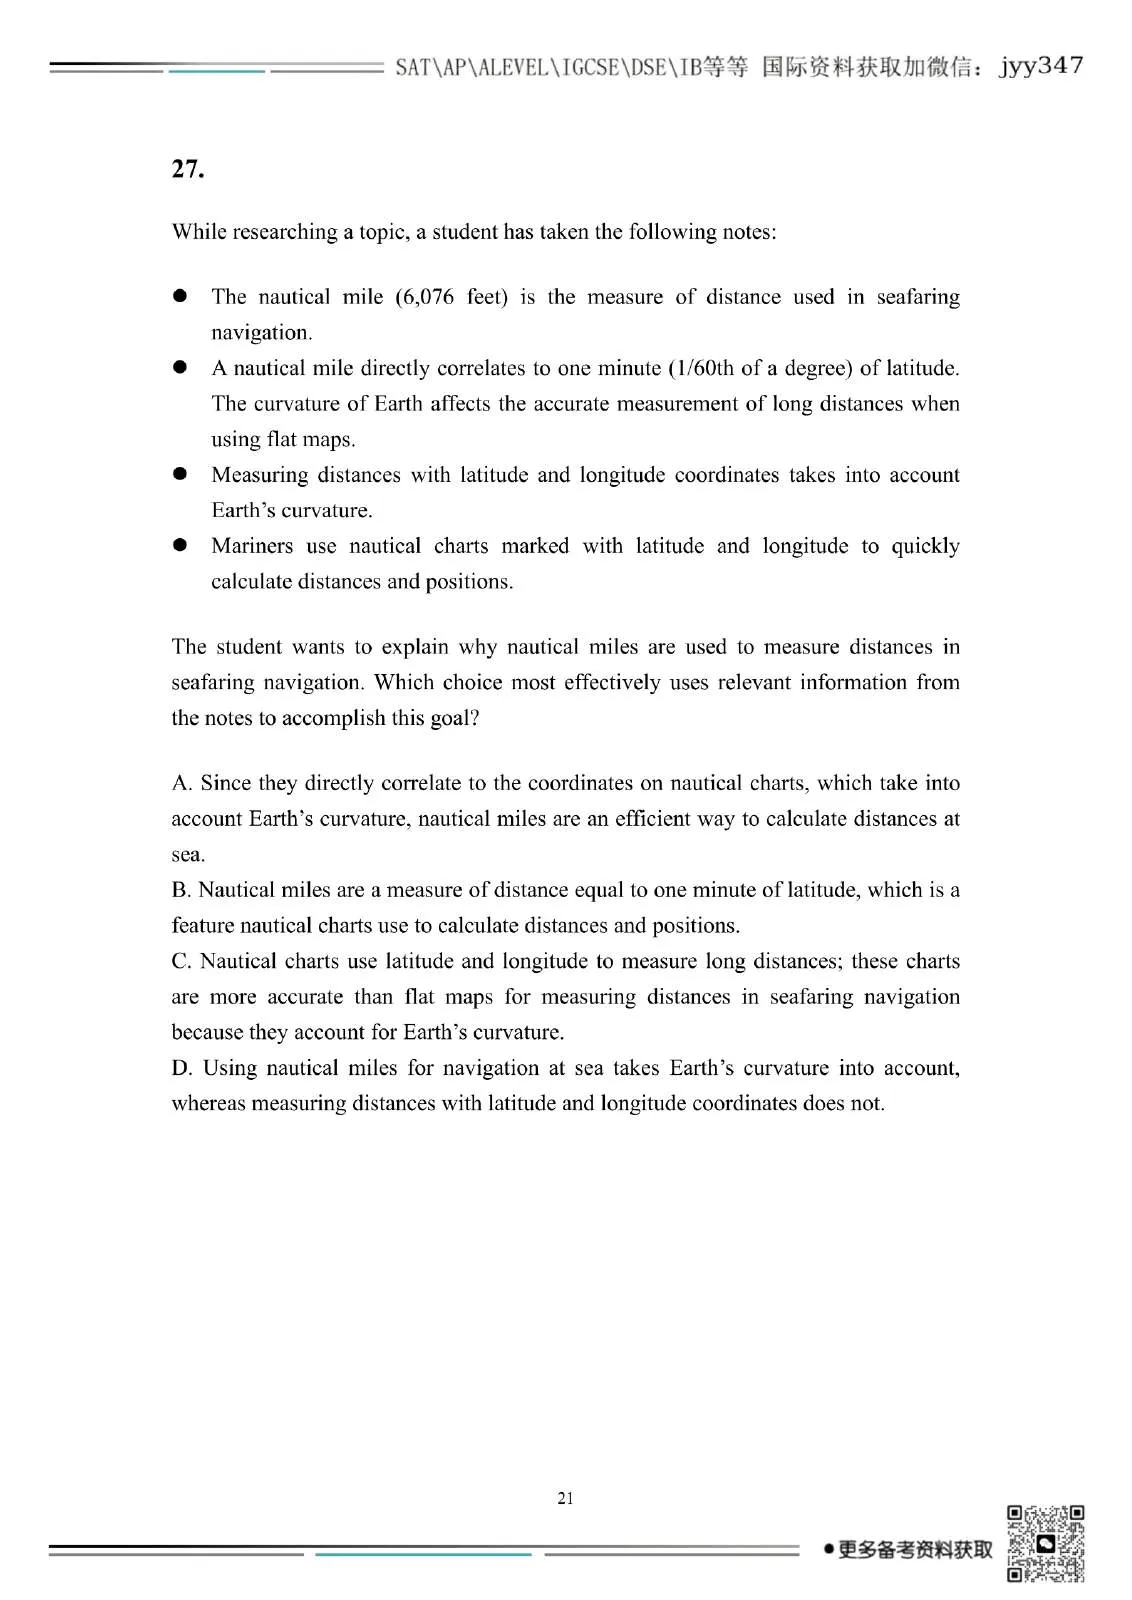 SAT\AP\ALEVEL\IGCSE\DSE\IB等等 国际资料获取加微信：jyy347
27.
While researching a topic, a student has taken the following notes:
● The nautical mile (6,076 feet) is the measure of distance used in seafaring
navigation.
● A nautical mile directly correlates to one minute (1/60th of a degree) of latitude.
The curvature of Earth affects the accurate measurement of long distances when
using flat maps.
● Measuring distances with latitude and longitude coordinates takes into account
Earth’s curvature.
● Mariners use nautical charts marked with latitude and longitude to quickly
calculate distances and positions.
The student wants to explain why nautical miles are used to measure distances in
seafaring navigation. Which choice most effectively uses relevant information from
the notes to accomplish this goal?
A. Since they directly correlate to the coordinates on nautical charts, which take into
account Earth’s curvature, nautical miles are an efficient way to calculate distances at
sea.
B. Nautical miles are a measure of distance equal to one minute of latitude, which is a
feature nautical charts use to calculate distances and positions.
C. Nautical charts use latitude and longitude to measure long distances; these charts
are more accurate than flat maps for measuring distances in seafaring navigation
because they account for Earth’s curvature.
D. Using nautical miles for navigation at sea takes Earth’s curvature into account,
whereas measuring distances with latitude and longitude coordinates does not.
21
●更多备考资料获取